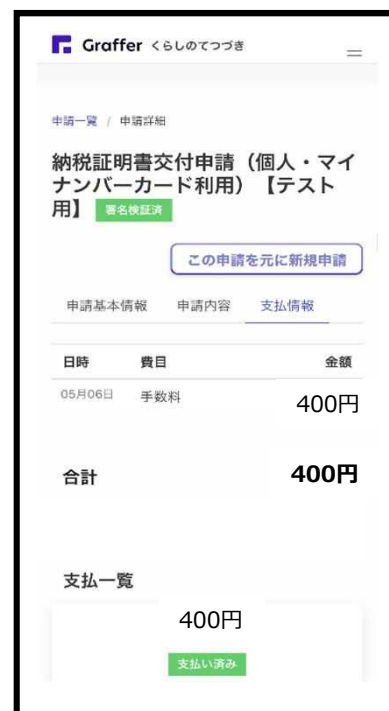 Graffer くらしのてつづき
申請一覧 / 申請詳細
納税証明書交付申請（個人・マイ
ナンバーカード利用）【テスト
用】 署名検証済
この申請を元に新規申請
申請基本情報 申請内容 支払情報
日時 費目 金額
05月06日 手数料 400円
合計 400円
支払一覧
400円
支払い済み